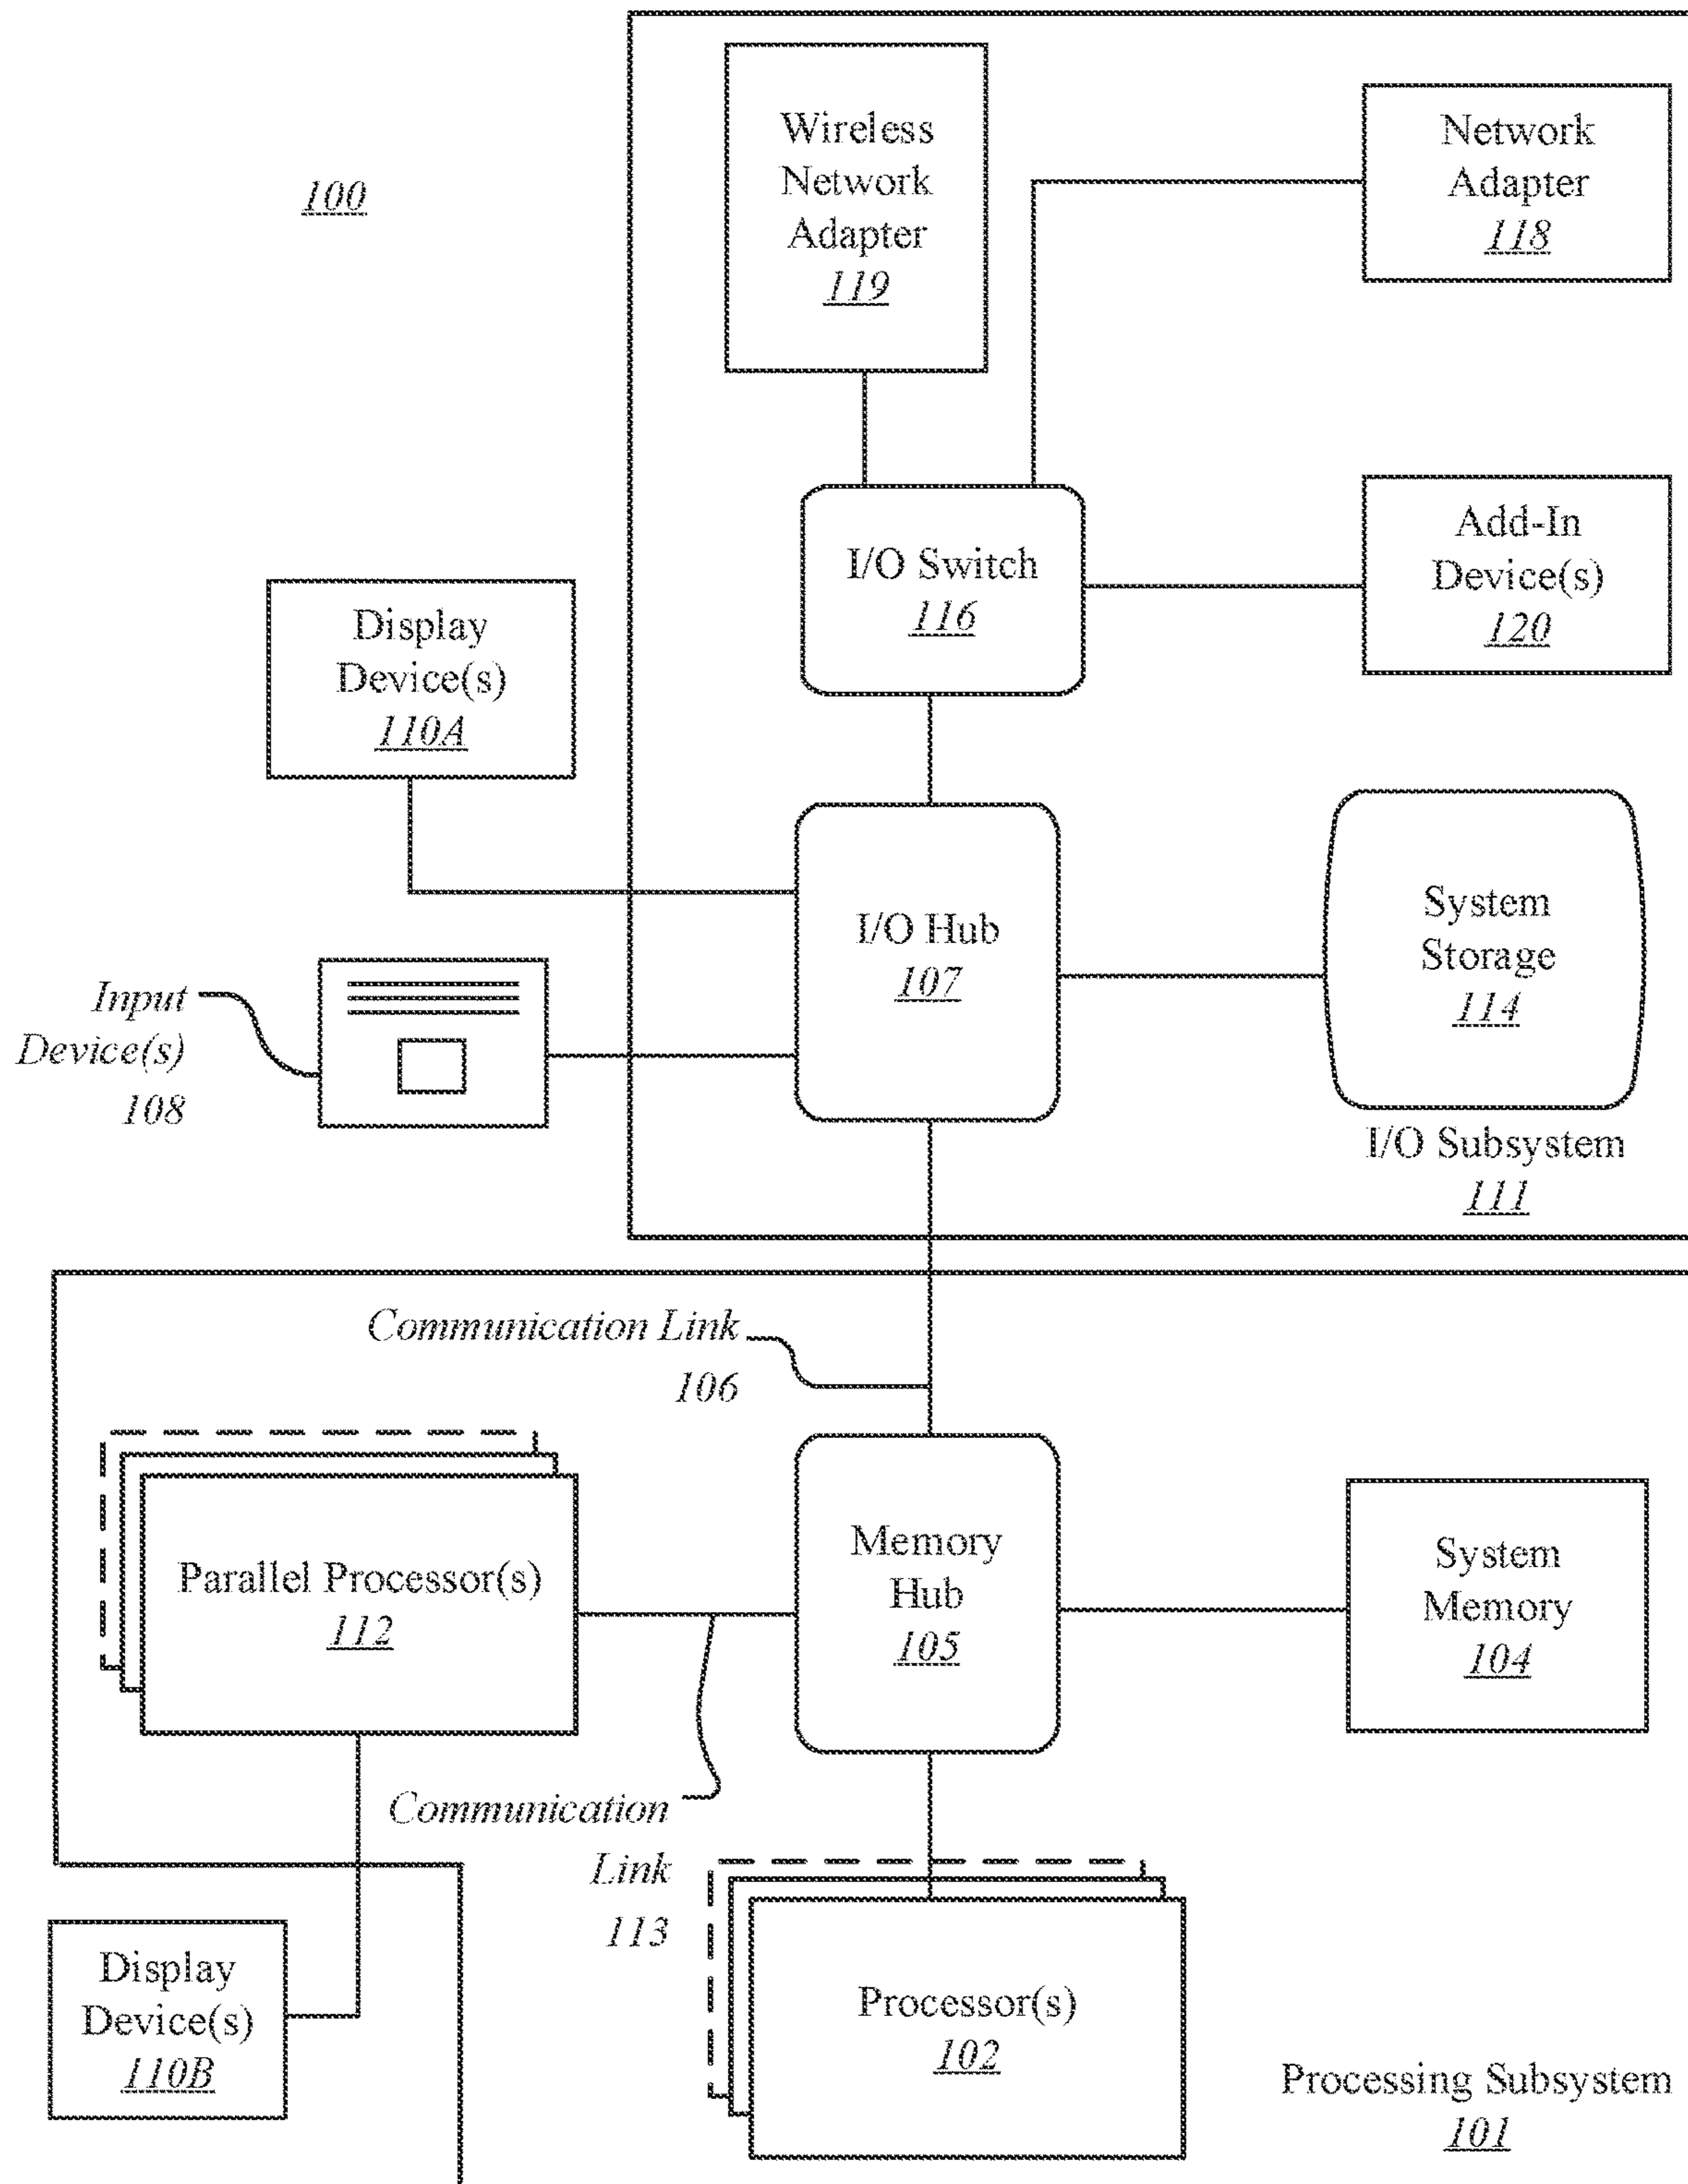 100
Wireless
Network
Adapter
119
Network
Adapter
118
I/O Switch
116
Add-In
Device(s)
120
Display
Device(s)
110A
I/O Hub
107
System
Storage
114
Input
Device(s)
108
I/O Subsystem
111
Communication Link
106
Parallel Processor(s)
112
Memory
Hub
105
System
Memory
104
Communication
Link
113
Display
Device(s)
110B
Processor(s)
102
Processing Subsystem
101